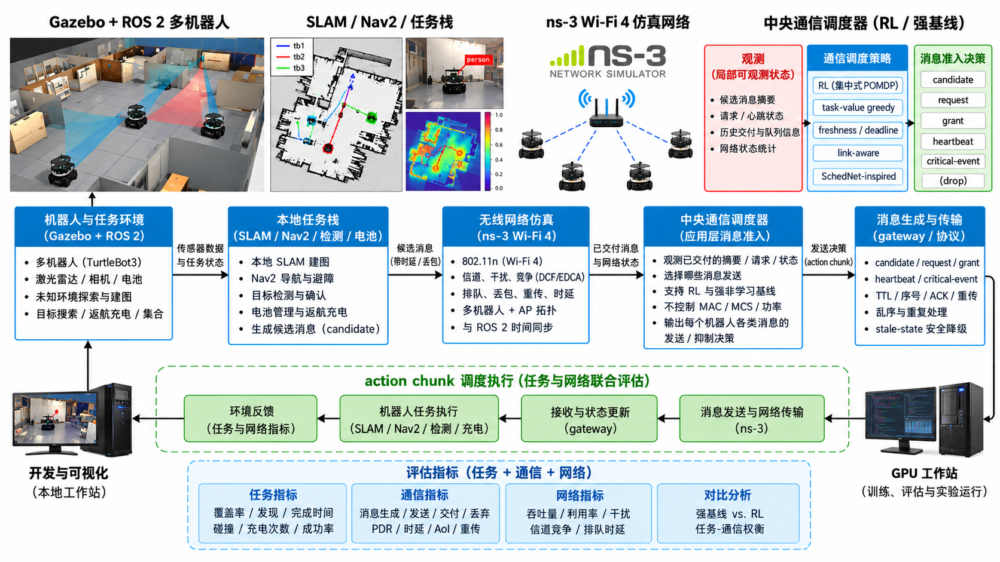 Gazebo + ROS 2 多机器人
SLAM / Nav2 / 任务栈
ns-3 Wi-Fi 4 仿真网络
中央通信调度器 (RL / 强基线)
tb1
tb2
tb3
person
1.0
0.8
0.6
0.4
0.2
0.0
ns-3
NETWORK SIMULATOR
观测
(局部可观测状态)
• 候选消息摘要
• 请求 / 心跳状态
• 历史交付与队列信息
• 网络状态统计
通信调度策略
RL (集中式 POMDP)
task-value greedy
freshness / deadline
link-aware
SchedNet-inspired
消息准入决策
candidate
request
grant
heartbeat
critical-event
(drop)
机器人与任务环境
(Gazebo + ROS 2)
• 多机器人 (TurtleBot3)
• 激光雷达 / 相机 / 电池
• 未知环境探索与建图
• 目标搜索 / 返航充电 / 集合
传感器数据
与任务状态
本地任务栈
(SLAM / Nav2 / 检测 / 电池)
• 本地 SLAM 建图
• Nav2 导航与避障
• 目标检测与确认
• 电池管理与返航充电
• 生成候选消息 (candidate)
候选消息
(带时延 / 丢包)
无线网络仿真
(ns-3 Wi-Fi 4)
• 802.11n (Wi-Fi 4)
• 信道、干扰、竞争 (DCF/EDCA)
• 排队、丢包、重传、时延
• 多机器人 + AP 拓扑
• 与 ROS 2 时间同步
已交付消息
与网络状态
中央通信调度器
(应用层消息准入)
• 观测已交付的摘要 / 请求 / 状态
• 选择哪些消息发送
• 支持 RL 与强非学习基线
• 不控制 MAC / MCS / 功率
• 输出每个机器人各类消息的
发送 / 抑制决策
发送决策
(action chunk)
消息生成与传输
(gateway / 协议)
• candidate / request / grant
• heartbeat / critical-event
• TTL / 序号 / ACK / 重传
• 乱序与重复处理
• stale-state 安全降级
action chunk 调度执行 (任务与网络联合评估)
环境反馈
(任务与网络指标)
机器人任务执行
(SLAM / Nav2 / 检测 / 充电)
接收与状态更新
(gateway)
消息发送与网络传输
(ns-3)
开发与可视化
(本地工作站)
GPU 工作站
(训练、评估与实验运行)
评估指标 (任务 + 通信 + 网络)
任务指标
覆盖率 / 发现 / 完成时间
碰撞 / 充电次数 / 成功率
通信指标
消息生成 / 发送 / 交付 / 丢弃
PDR / 时延 / AoI / 重传
网络指标
吞吐量 / 利用率 / 干扰
信道竞争 / 排队时延
对比分析
强基线 vs. RL
任务-通信权衡